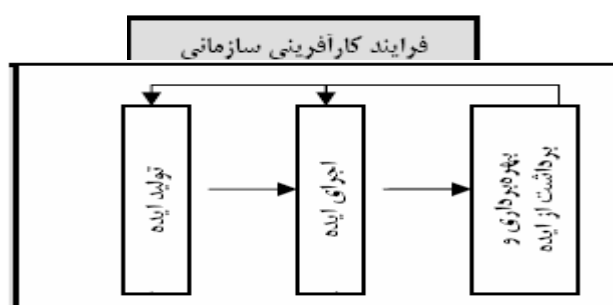 فرایند کارآفرینی سازمانی
تولید ایده
اجرای ایده
بهره‌برداری و
برداشت از ایده